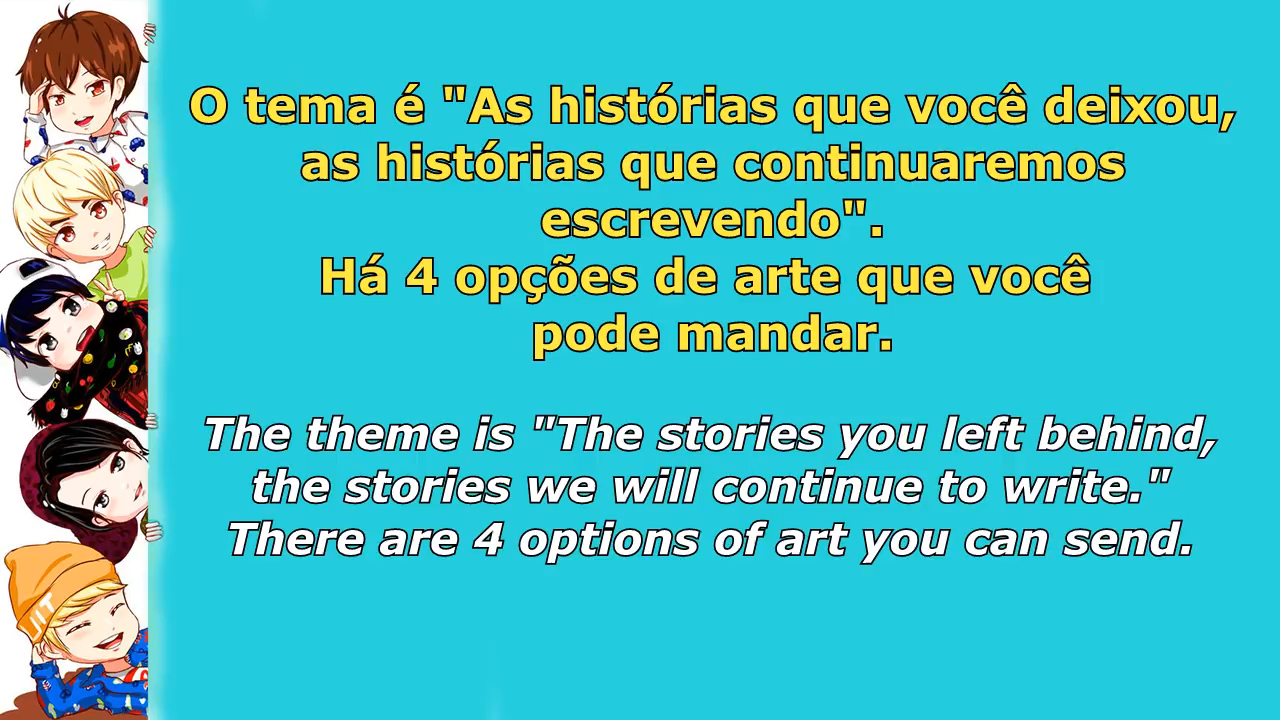 O tema é "As histórias que você deixou,
as histórias que continuaremos
escrevendo".
Há 4 opções de arte que você
pode mandar.
The theme is "The stories you left behind,
the stories we will continue to write."
There are 4 options of art you can send.